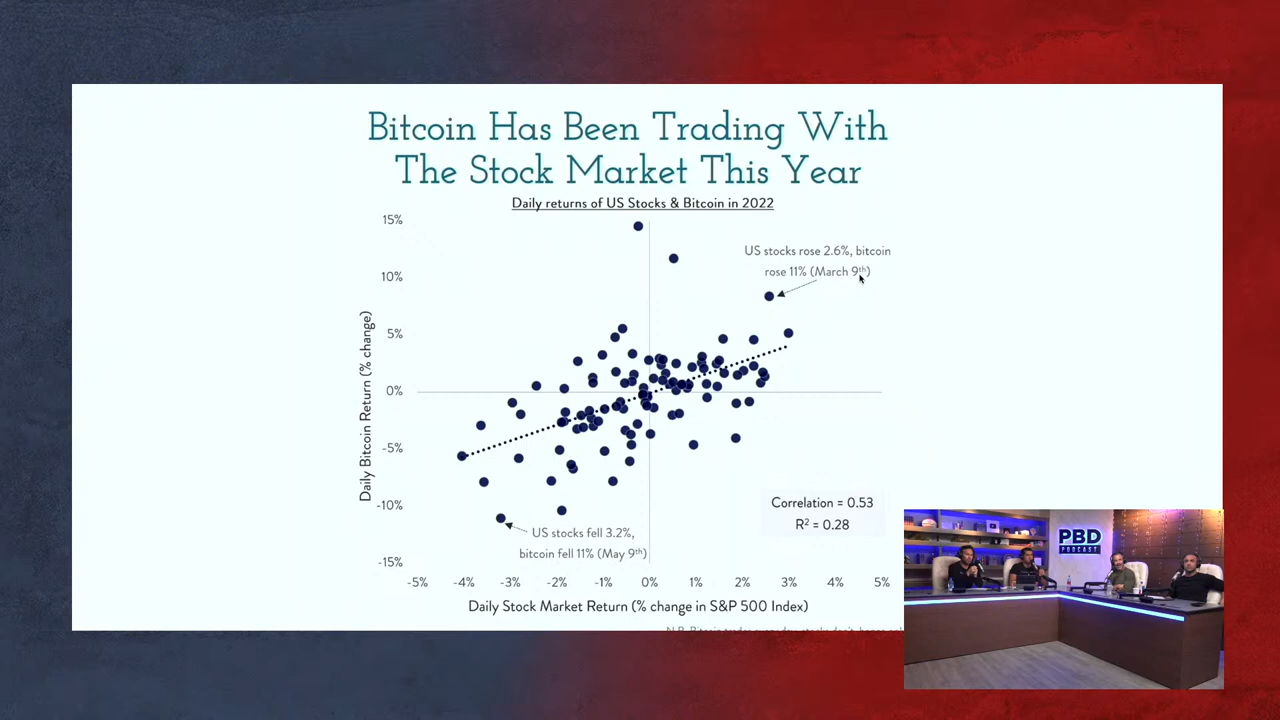 Bitcoin Has Been Trading With
The Stock Market This Year
Daily returns of US Stocks & Bitcoin in 2022
15%
10%
5%
0%
-5%
-10%
-15%
Daily Bitcoin Return (% change)
US stocks rose 2.6%, bitcoin
rose 11% (March 9th)
US stocks fell 3.2%,
bitcoin fell 11% (May 9th)
Correlation = 0.53
R² = 0.28
-5% -4% -3% -2% -1% 0% 1% 2% 3% 4% 5%
Daily Stock Market Return (% change in S&P 500 Index)
PBD
PODCAST